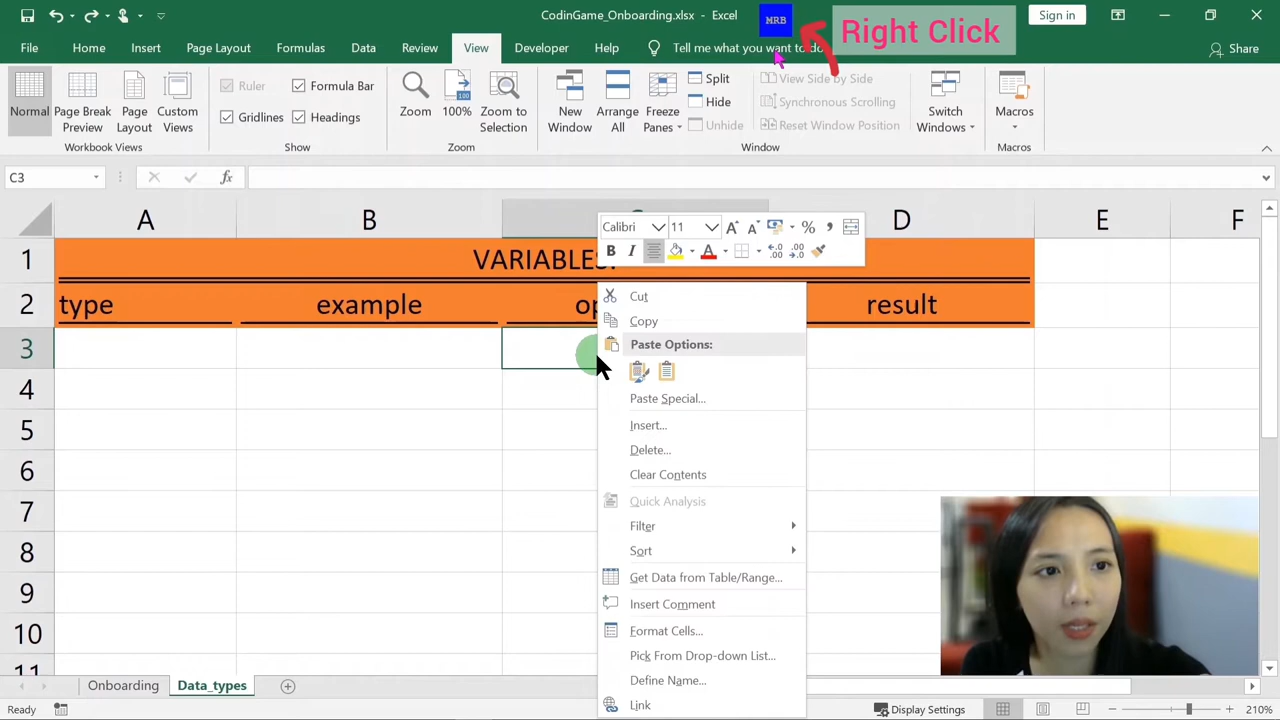 CodinGame_Onboarding.xlsx - Excel
MRB
Right Click
Sign in
File Home Insert Page Layout Formulas Data Review View Developer Help Tell me what you want to do
Share
Normal
Page Break Preview
Page Layout
Custom Views
Workbook Views
Ruler
Formula Bar
Gridlines
Headings
Show
Zoom
100%
Zoom to Selection
Zoom
New Window
Arrange All
Freeze Panes
Split
Hide
Unhide
View Side by Side
Synchronous Scrolling
Reset Window Position
Window
Switch Windows
Macros
Macros
C3
fx
A B D E F
Calibri 11 A A % ,
B I A .00
1 VARIABLES
2 type example op result
3
4
5
6
7
8
9
10
11
Cut
Copy
Paste Options:
Paste Special...
Insert...
Delete...
Clear Contents
Quick Analysis
Filter
Sort
Get Data from Table/Range...
Insert Comment
Format Cells...
Pick From Drop-down List...
Define Name...
Link
Onboarding Data_types
Ready
Display Settings
210%